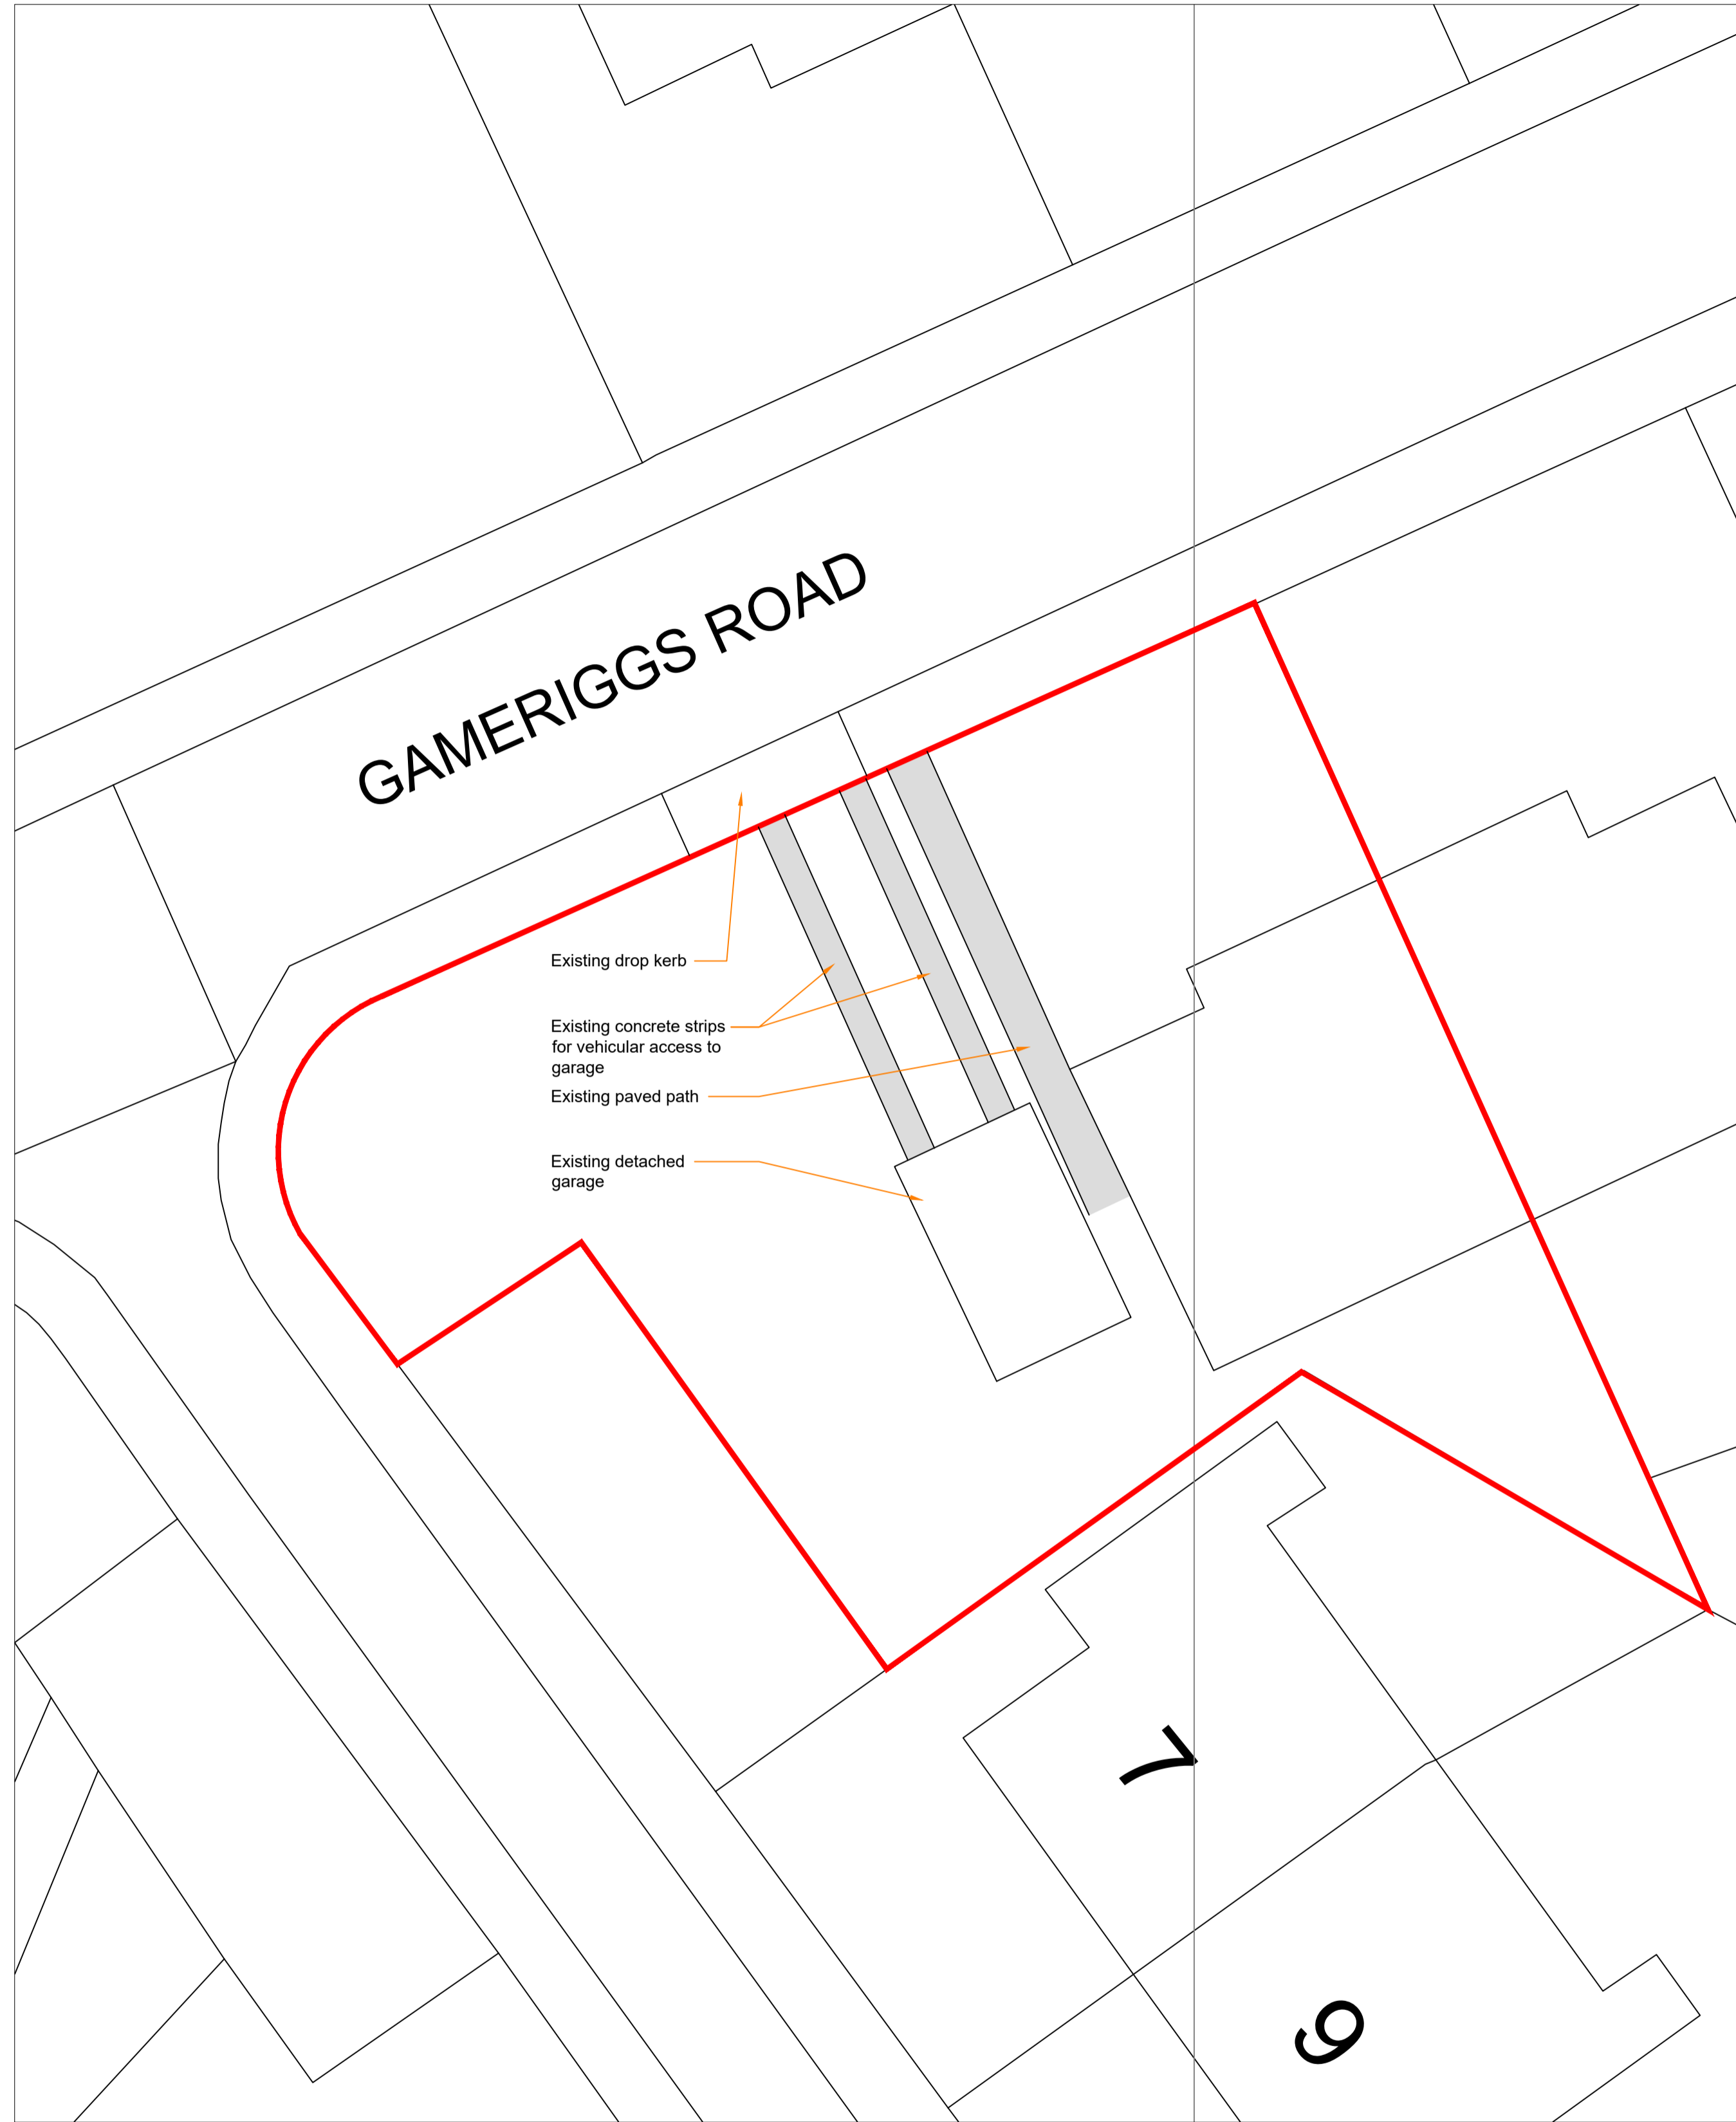 GAMERIGGS ROAD
Existing drop kerb
Existing concrete strips
for vehicular access to
garage
Existing paved path
Existing detached
garage
7
9